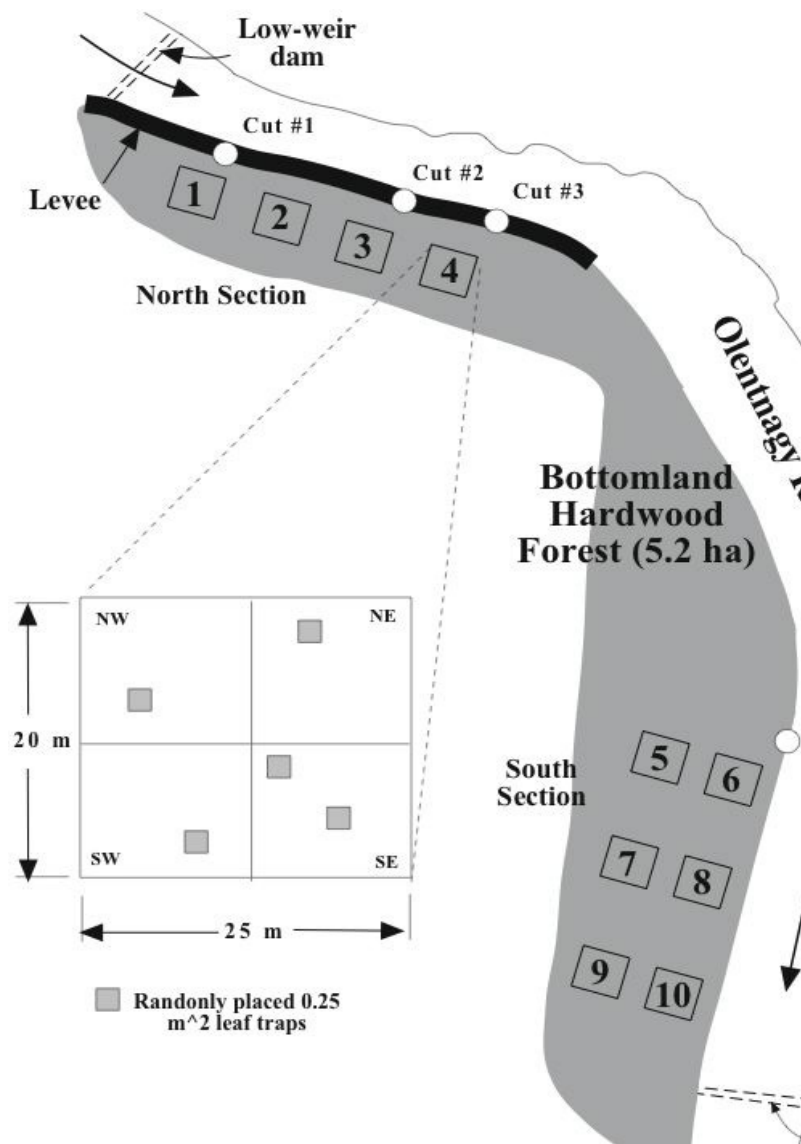 Low-weir
dam
Cut #1
Cut #2
Cut #3
Levee
1
2
3
4
North Section
Olentnagy
Bottomland
Hardwood
Forest (5.2 ha)
NW
NE
20 m
SW
SE
25 m
South
Section
5
6
7
8
9
10
Randonly placed 0.25
m^2 leaf traps